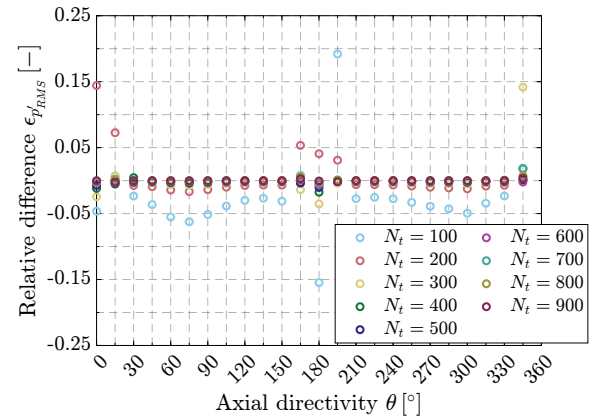 0.25
0.15
0.05
-0.05
-0.15
-0.25
Relative difference ϵ_{p'_{RMS}} [−]
0 30 60 90 120 150 180 210 240 270 300 330 360
Axial directivity θ [°]
N_t = 100
N_t = 200
N_t = 300
N_t = 400
N_t = 500
N_t = 600
N_t = 700
N_t = 800
N_t = 900